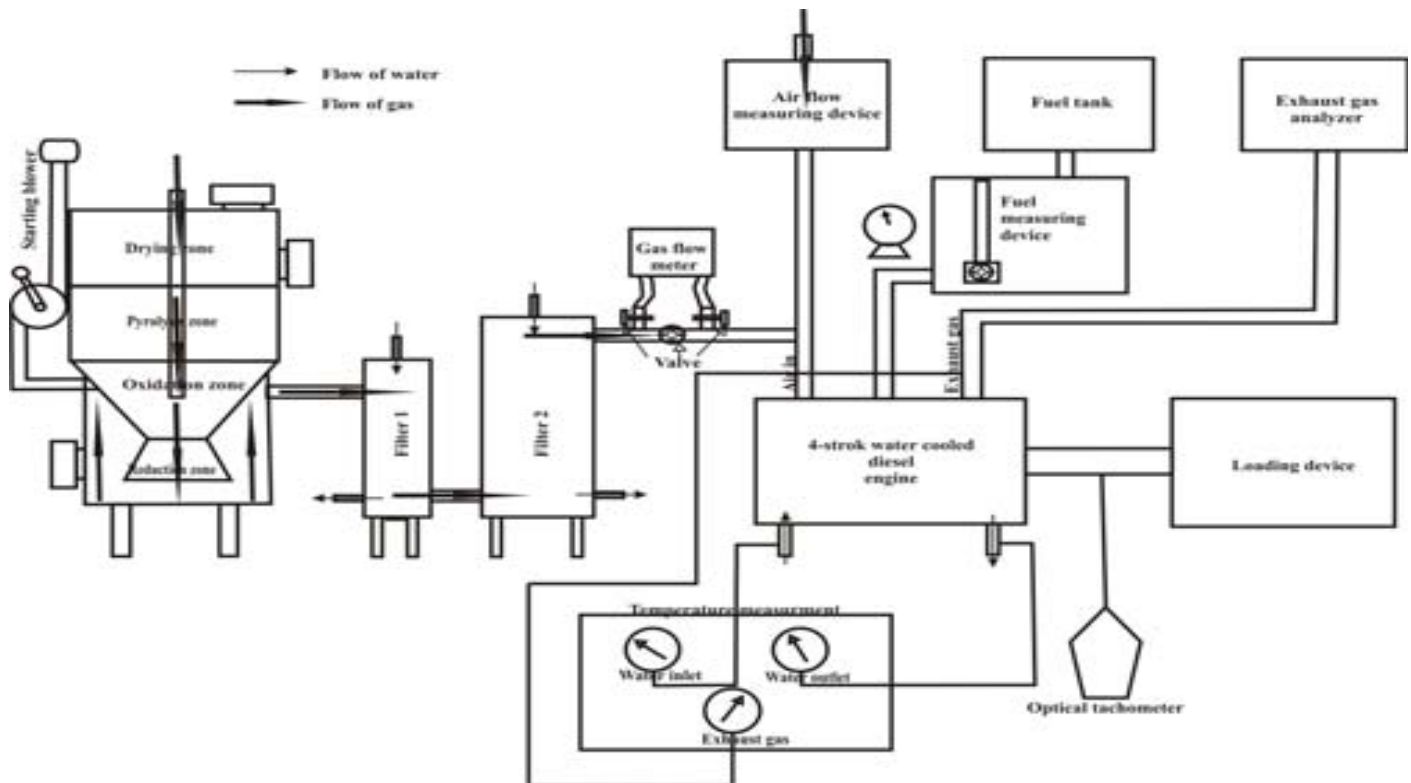 Flow of water
Flow of gas
Starting blower
Drying zone
Pyrolysis zone
Oxidation zone
Reduction zone
Filter 1
Filter 2
Gas flow
meter
Valve
Air flow
measuring device
Air in
Fuel tank
Fuel
measuring
device
Exhaust gas
analyzer
Exhaust gas
4-strok water cooled
diesel
engine
Loading device
Temperature measurment
Water inlet
Water outlet
Exhaust gas
Optical tachometer